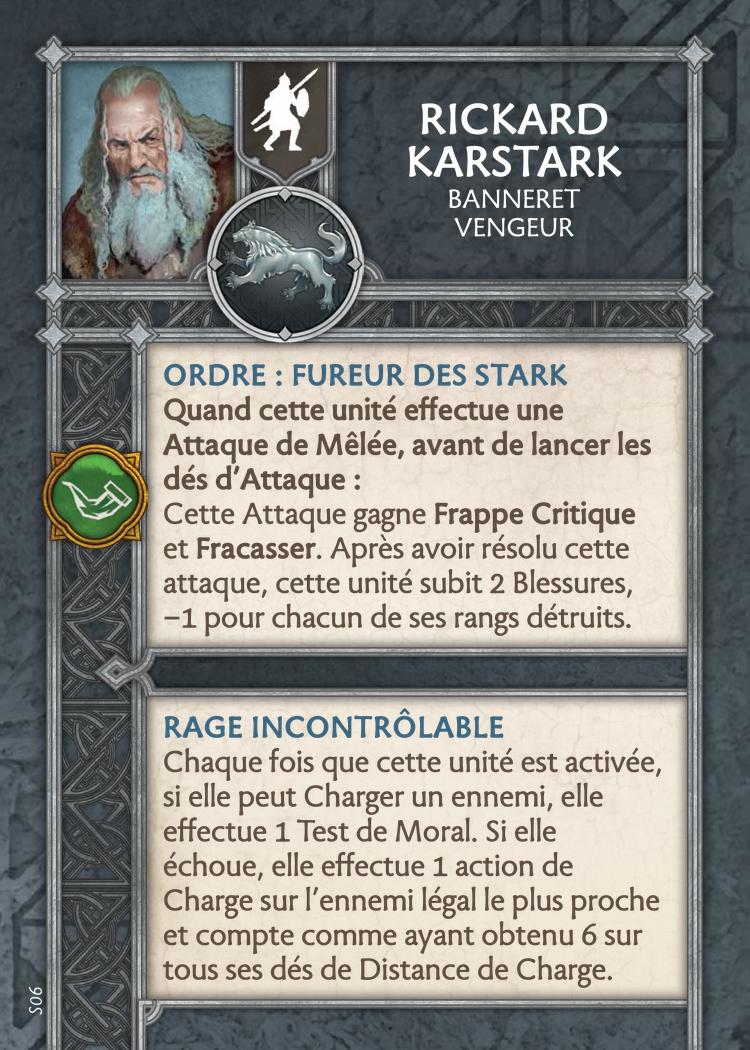 RICKARD
KARSTARK
BANNERET
VENGEUR
ORDRE : FUREUR DES STARK
Quand cette unité effectue une
Attaque de Mêlée, avant de lancer les
dés d'Attaque :
Cette Attaque gagne Frappe Critique
et Fracasser. Après avoir résolu cette
attaque, cette unité subit 2 Blessures,
–1 pour chacun de ses rangs détruits.
RAGE INCONTRÔLABLE
Chaque fois que cette unité est activée,
si elle peut Charger un ennemi, elle
effectue 1 Test de Moral. Si elle
échoue, elle effectue 1 action de
Charge sur l'ennemi légal le plus proche
et compte comme ayant obtenu 6 sur
tous ses dés de Distance de Charge.
S06